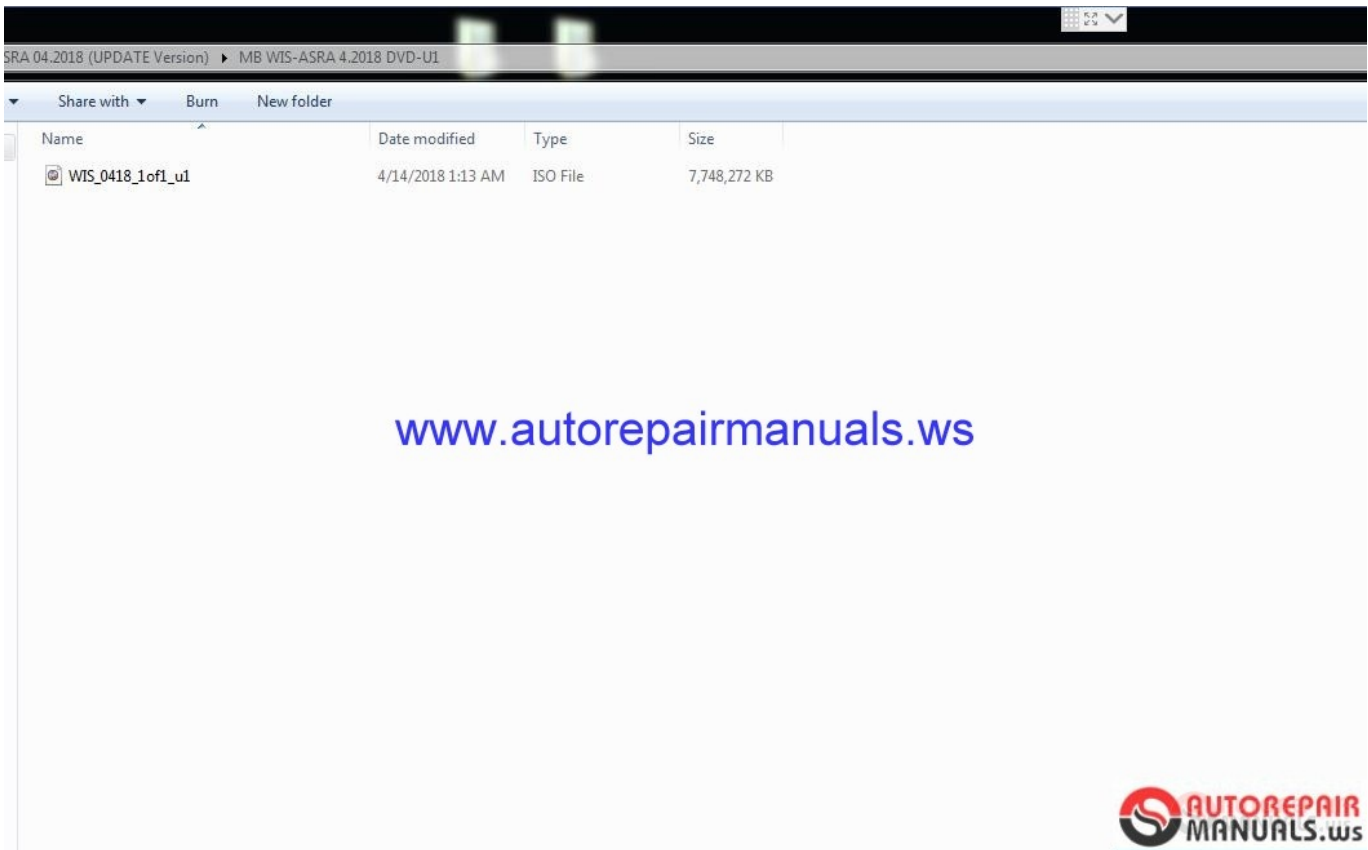 SRA 04.2018 (UPDATE Version) ▸ MB WIS-ASRA 4.2018 DVD-U1
Share with ▾ Burn New folder
Name Date modified Type Size
WIS_0418_1of1_u1 4/14/2018 1:13 AM ISO File 7,748,272 KB
www.autorepairmanuals.ws
AUTOREPAIR
MANUALS.ws